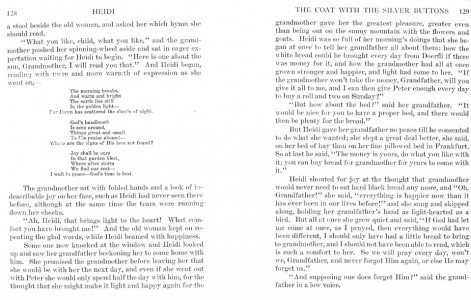 128 HEIDI
a stool beside the old woman, and asked her which hymn she
should read.
"What you like, child, what you like," and the grand-
mother pushed her spinning-wheel aside and sat in eager ex-
pectation waiting for Heidi to begin. "Here is one about the
sun, Grandmother, I will read you that." And Heidi began,
reading with more and more warmth of expression as she
went on,—
The morning breaks,
And warm and bright
The earth lies still
In the golden light—
For Dawn has scattered the clouds of night.
God's handiwork
Is seen around,
Things great and small
To His praise abound—
Where are the signs of His love not found?
Joy shall be ours
In that garden blest,
Where after storm
We find our rest—
I wait in peace—God's time is best.
The grandmother sat with folded hands and a look of in-
describable joy on her face, such as Heidi had never seen there
before, although at the same time the tears were running
down her cheeks.
"Ah, Heidi, that brings light to the heart! What com-
fort you have brought me!" And the old woman kept on re-
peating the glad words, while Heidi beamed with happiness.
Some one now knocked at the window and Heidi looked
up and saw her grandfather beckoning her to come home with
him. She promised the grandmother before leaving her that
she would be with her the next day, and even if she went out
with Peter she would only spend half the day with him, for the
thought that she might make it light and happy again for the
THE COAT WITH THE SILVER BUTTONS 129
grandmother gave her the greatest pleasure, greater even
than being out on the sunny mountain with the flowers and
goats. Heidi was so full of her morning's doings that she be-
gan at once to tell her grandfather all about them: how the
white bread could be brought every day from Doerfli if there
was money for it, and how the grandmother had all at once
grown stronger and happier, and light had come to her. "If
the grandmother won't take the money, Grandfather, will you
give it all to me, and I can then give Peter enough every day
to buy a roll and two on Sunday?"
"But how about the bed?" said her grandfather. "It
would be nice for you to have a proper bed, and there would
then be plenty for the bread."
But Heidi gave her grandfather no peace till he consented
to do what she wanted; she slept a great deal better, she said,
on her bed of hay than on her fine pillowed bed in Frankfurt.
So at last he said, "The money is yours, do what you like with
it; you can buy bread for grandmother for years to come with
it."
Heidi shouted for joy at the thought that grandmother
would never need to eat hard black bread any more, and "Oh,
Grandfather!" she said, "everything is happier now than it
has ever been in our lives before!" and she sang and skipped
along, holding her grandfather's hand as light-hearted as a
bird. But all at once she grew quiet and said, "If God had let
me come at once, as I prayed, then everything would have
been different, I should only have had a little bread to bring
to grandmother, and I should not have been able to read, which
is such a comfort to her. So we will pray every day, won't
we, Grandfather, and never forget Him again, or else He may
forget us."
"And supposing one does forget Him?" said the grand-
father in a low voice.